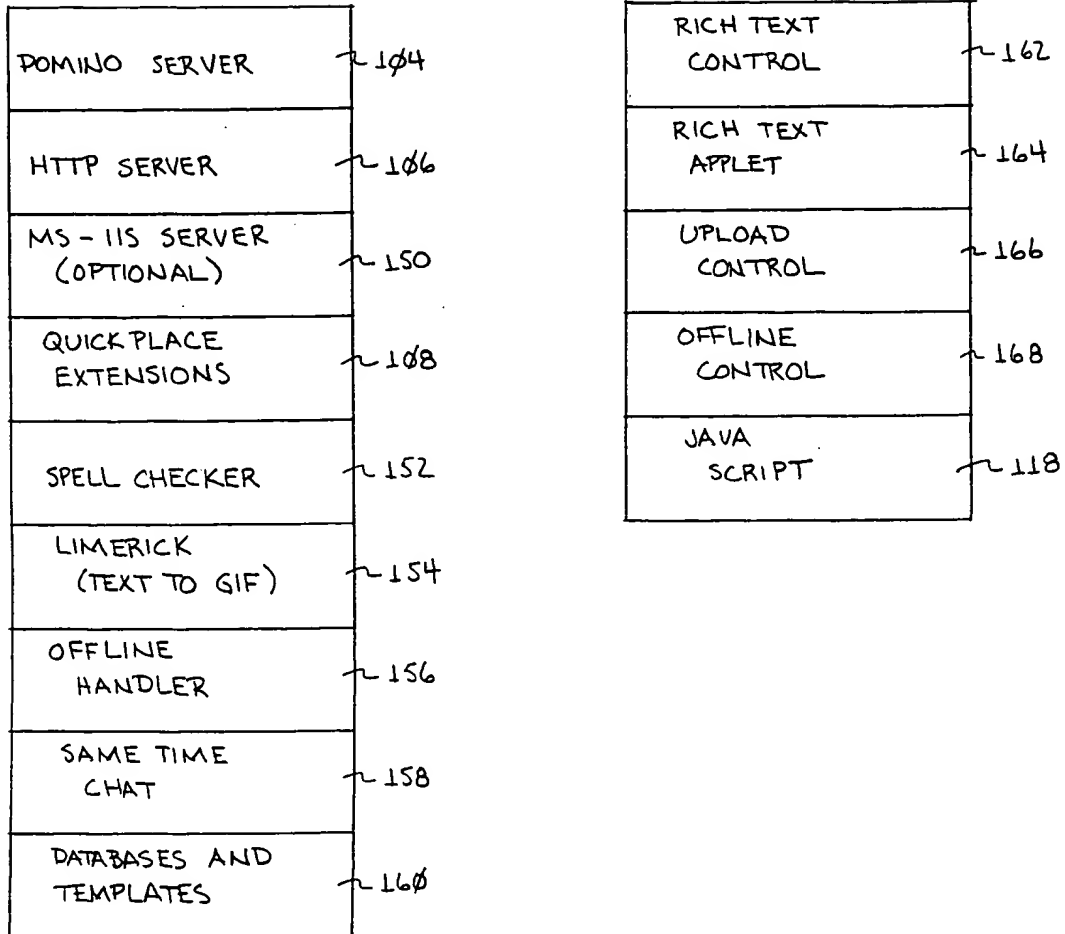 DOMINO SERVER 104
HTTP SERVER 106
MS-IIS SERVER
(OPTIONAL) 150
QUICKPLACE
EXTENSIONS 108
SPELL CHECKER 152
LIMERICK
(TEXT TO GIF) 154
OFFLINE
HANDLER 156
SAME TIME
CHAT 158
DATABASES AND
TEMPLATES 160
RICH TEXT
CONTROL 162
RICH TEXT
APPLET 164
UPLOAD
CONTROL 166
OFFLINE
CONTROL 168
JAVA
SCRIPT 118